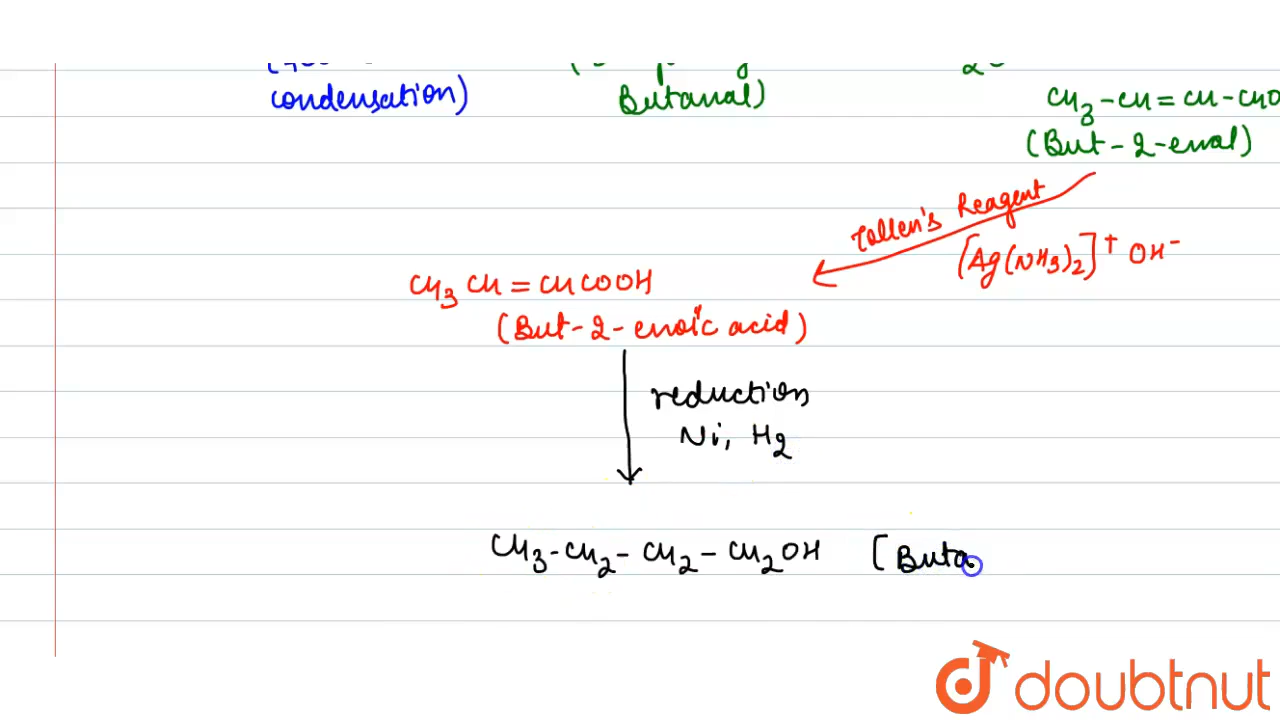 condensation)
Butanal)
CH3-CH=CH-CHO
(But-2-enal)
Tollen's Reagent
[Ag(NH3)2]+ OH-
CH3 CH=CHCOOH
(But-2-enoic acid)
reduction
Ni, H2
CH3-CH2-CH2-CH2OH [Buta
doubtnut